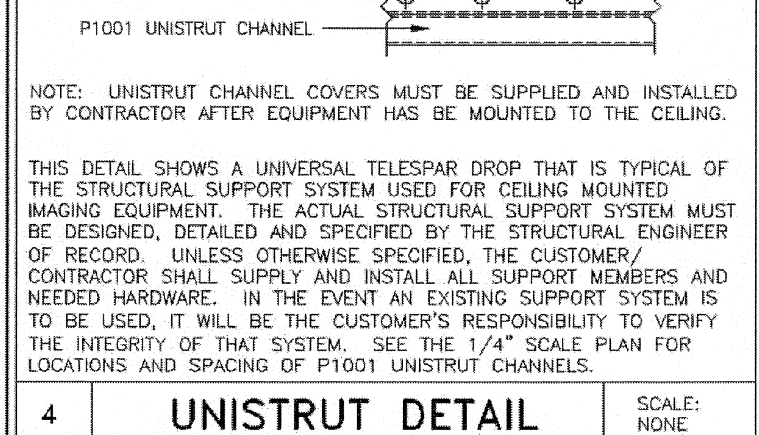 P1001 UNISTRUT CHANNEL
NOTE: UNISTRUT CHANNEL COVERS MUST BE SUPPLIED AND INSTALLED
BY CONTRACTOR AFTER EQUIPMENT HAS BE MOUNTED TO THE CEILING.
THIS DETAIL SHOWS A UNIVERSAL TELESPAR DROP THAT IS TYPICAL OF
THE STRUCTURAL SUPPORT SYSTEM USED FOR CEILING MOUNTED
IMAGING EQUIPMENT. THE ACTUAL STRUCTURAL SUPPORT SYSTEM MUST
BE DESIGNED, DETAILED AND SPECIFIED BY THE STRUCTURAL ENGINEER
OF RECORD. UNLESS OTHERWISE SPECIFIED, THE CUSTOMER/
CONTRACTOR SHALL SUPPLY AND INSTALL ALL SUPPORT MEMBERS AND
NEEDED HARDWARE. IN THE EVENT AN EXISTING SUPPORT SYSTEM IS
TO BE USED, IT WILL BE THE CUSTOMER'S RESPONSIBILITY TO VERIFY
THE INTEGRITY OF THAT SYSTEM. SEE THE 1/4" SCALE PLAN FOR
LOCATIONS AND SPACING OF P1001 UNISTRUT CHANNELS.
4 UNISTRUT DETAIL SCALE:
NONE